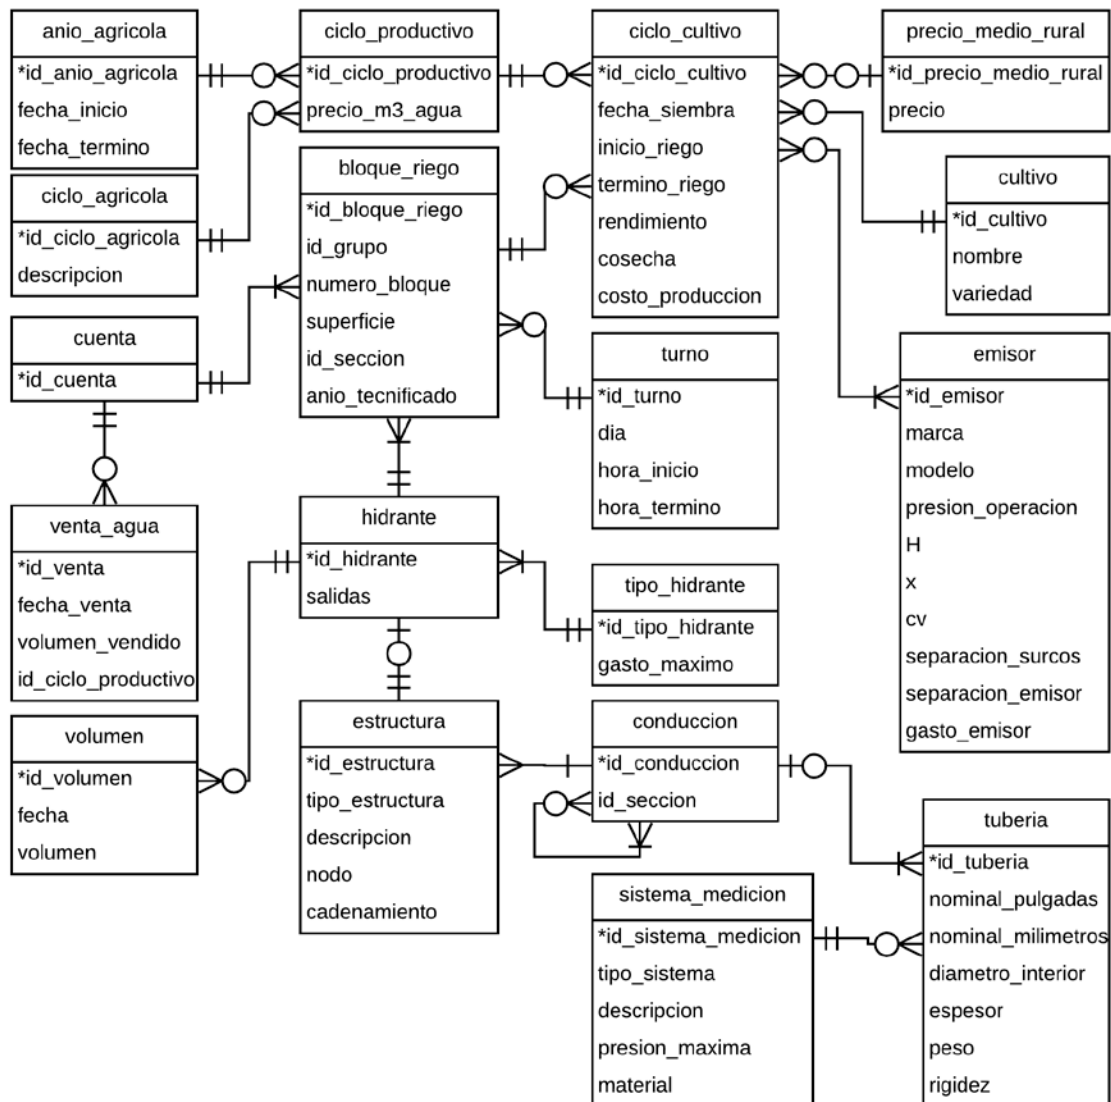 anio_agricola
*id_anio_agricola
fecha_inicio
fecha_termino
ciclo_productivo
*id_ciclo_productivo
precio_m3_agua
ciclo_cultivo
*id_ciclo_cultivo
fecha_siembra
inicio_riego
termino_riego
rendimiento
cosecha
costo_produccion
precio_medio_rural
*id_precio_medio_rural
precio
ciclo_agricola
*id_ciclo_agricola
descripcion
bloque_riego
*id_bloque_riego
id_grupo
numero_bloque
superficie
id_seccion
anio_tecnificado
cultivo
*id_cultivo
nombre
variedad
cuenta
*id_cuenta
turno
*id_turno
dia
hora_inicio
hora_termino
emisor
*id_emisor
marca
modelo
presion_operacion
H
x
cv
separacion_surcos
separacion_emisor
gasto_emisor
venta_agua
*id_venta
fecha_venta
volumen_vendido
id_ciclo_productivo
hidrante
*id_hidrante
salidas
tipo_hidrante
*id_tipo_hidrante
gasto_maximo
volumen
*id_volumen
fecha
volumen
estructura
*id_estructura
tipo_estructura
descripcion
nodo
cadenamiento
conduccion
*id_conduccion
id_seccion
tuberia
*id_tuberia
nominal_pulgadas
nominal_milimetros
diametro_interior
espesor
peso
rigidez
sistema_medicion
*id_sistema_medicion
tipo_sistema
descripcion
presion_maxima
material